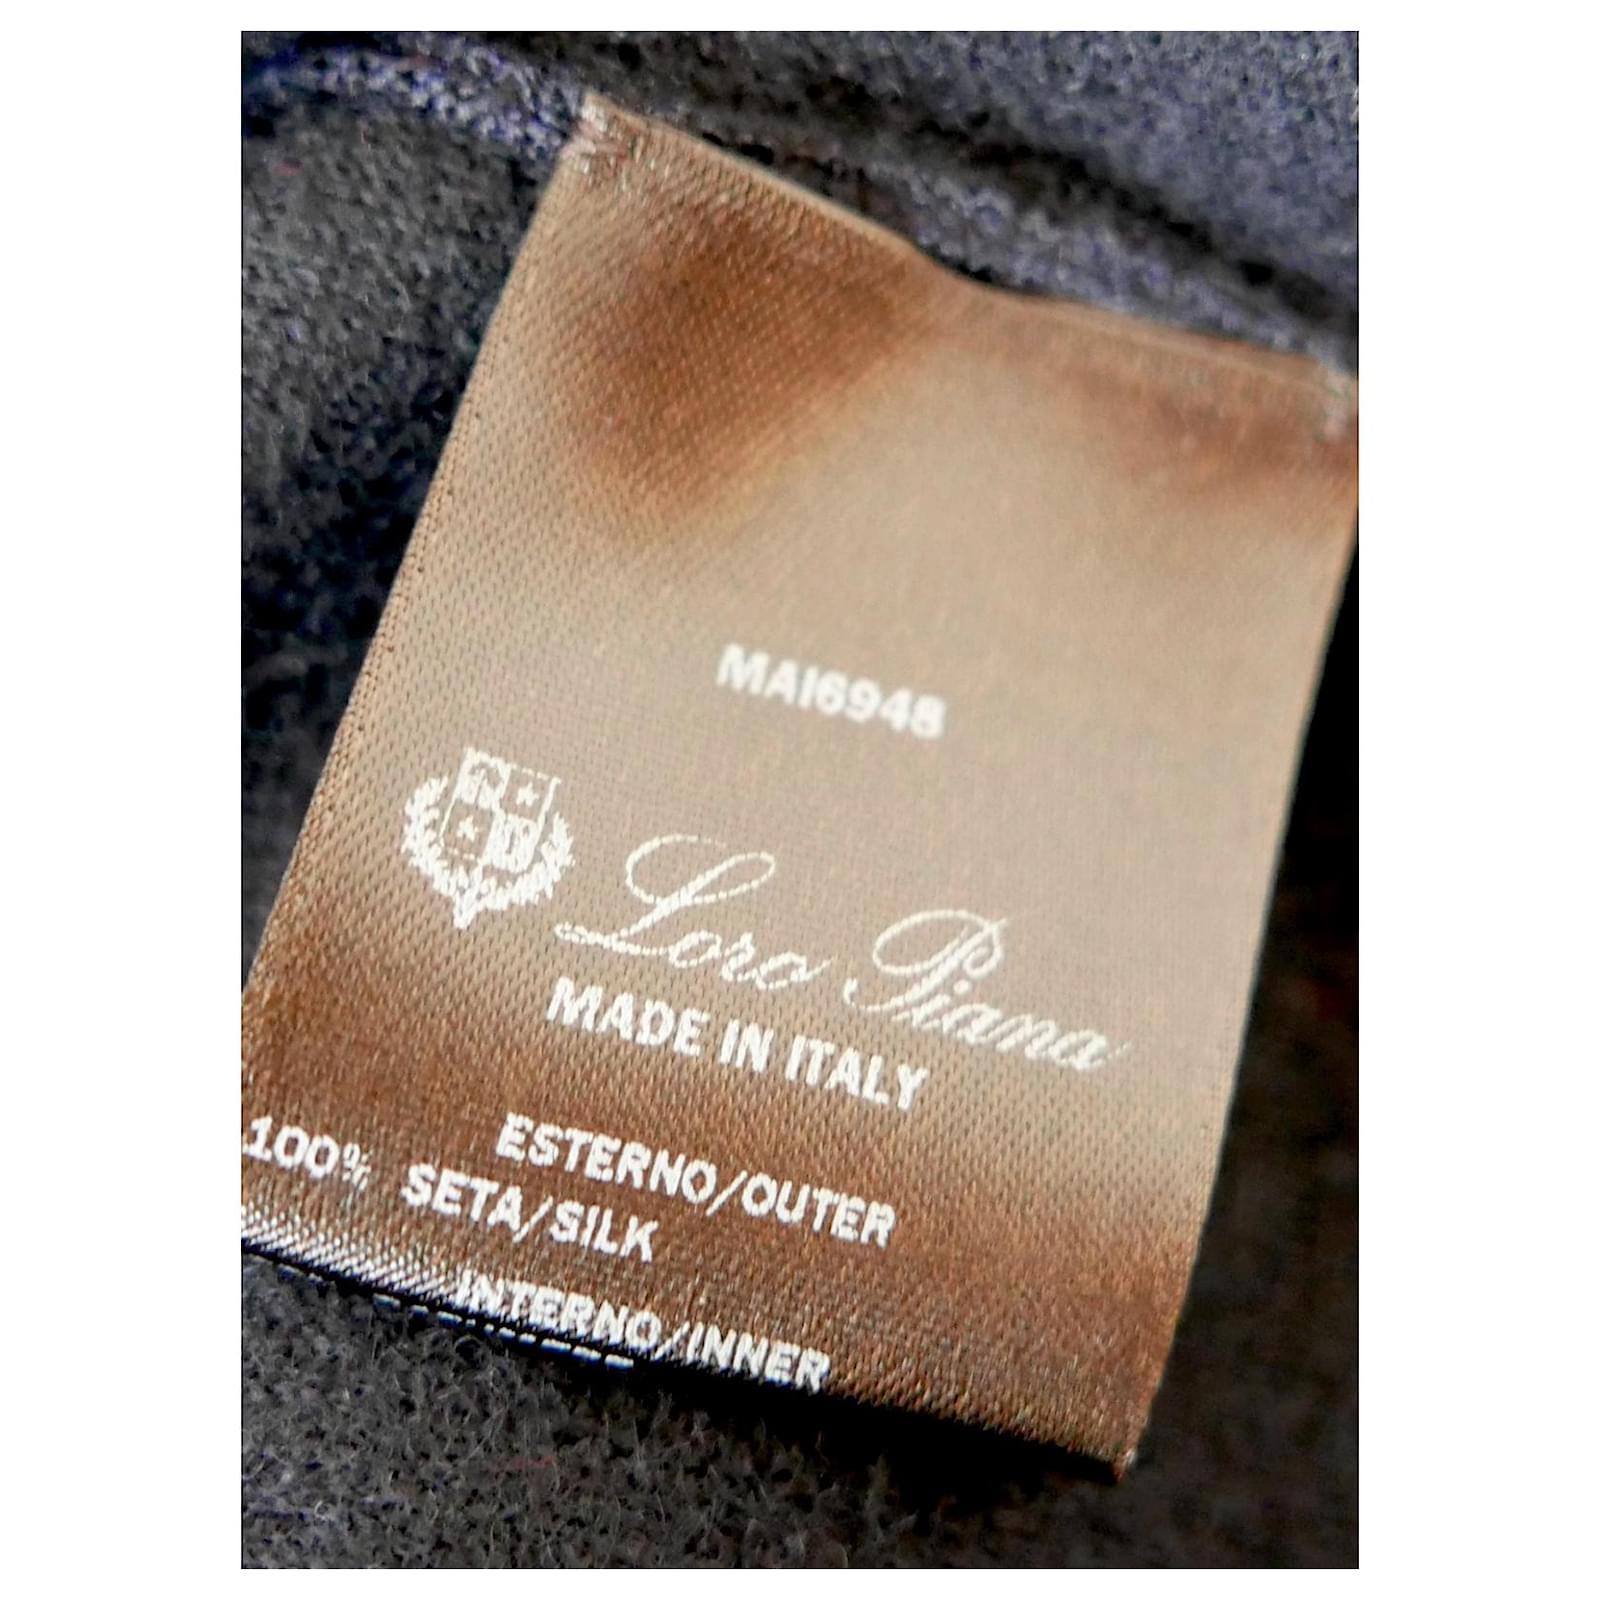 MAI6948
Loro Piana
MADE IN ITALY
ESTERNO/OUTER
100% SETA/SILK
INTERNO/INNER